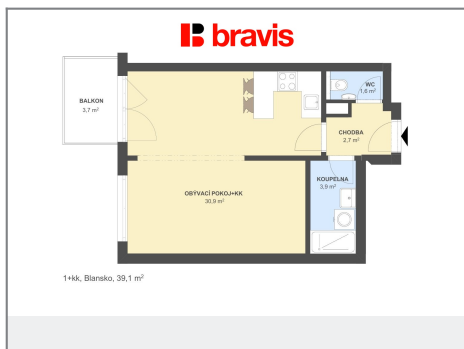 bravis
BALKON
3,7 m²
WC
1,6 m²
CHODBA
2,7 m²
KOUPELNA
3,9 m²
OBÝVACÍ POKOJ+KK
30,9 m²
1+kk, Blansko, 39,1 m²